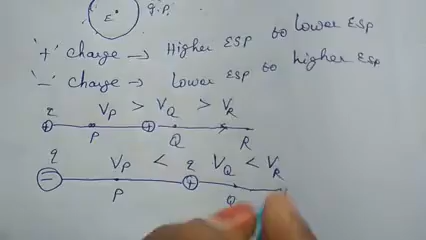 E q.P.
'+' charge → Higher ESP to lower ESP
'-' charge → Lower ESP to higher ESP
q VP > VQ > VR
+ P + Q R
q VP < q VQ < VR
- P + Q